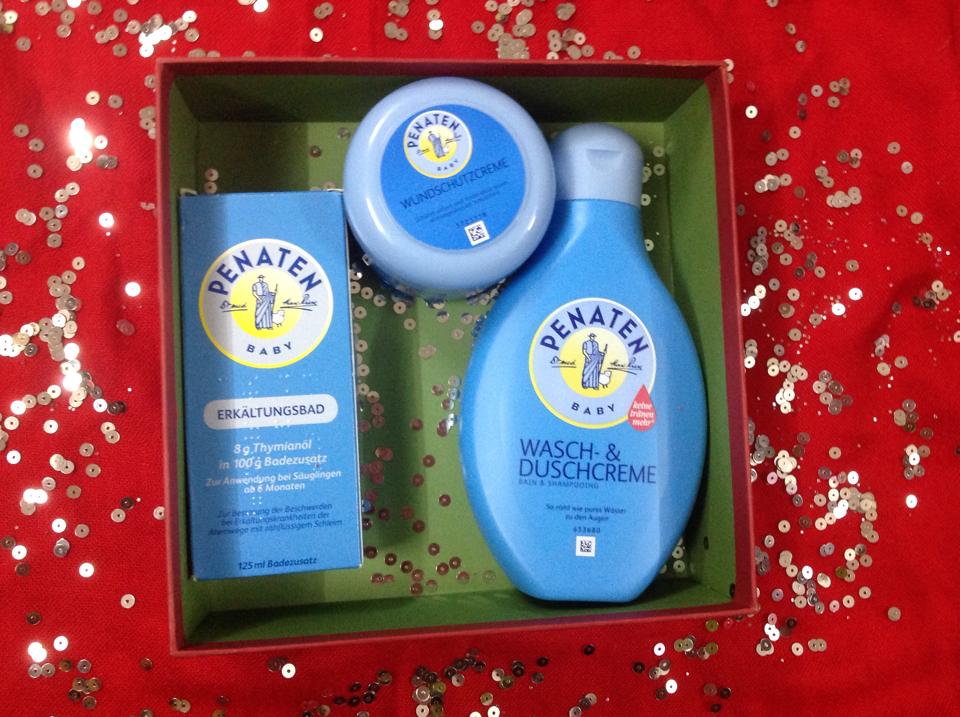 PENATEN
BABY
WUNDSCHUTZCREME
PENATEN
BABY
ERKÄLTUNGSBAD
8 g Thymianöl
in 100 g Badezusatz
Zur Anwendung bei Säuglingen
ab 6 Monaten
Zur Besserung der Beschwerden
bei Erkältungskrankheiten der
Atemwege mit zähflüssigem Schleim
125 ml Badezusatz
PENATEN
BABY
keine
tränen
mehr
WASCH- &
DUSCHCREME
BAIN & SHAMPOOING
So mild wie pures Wasser
zu den Augen
653680